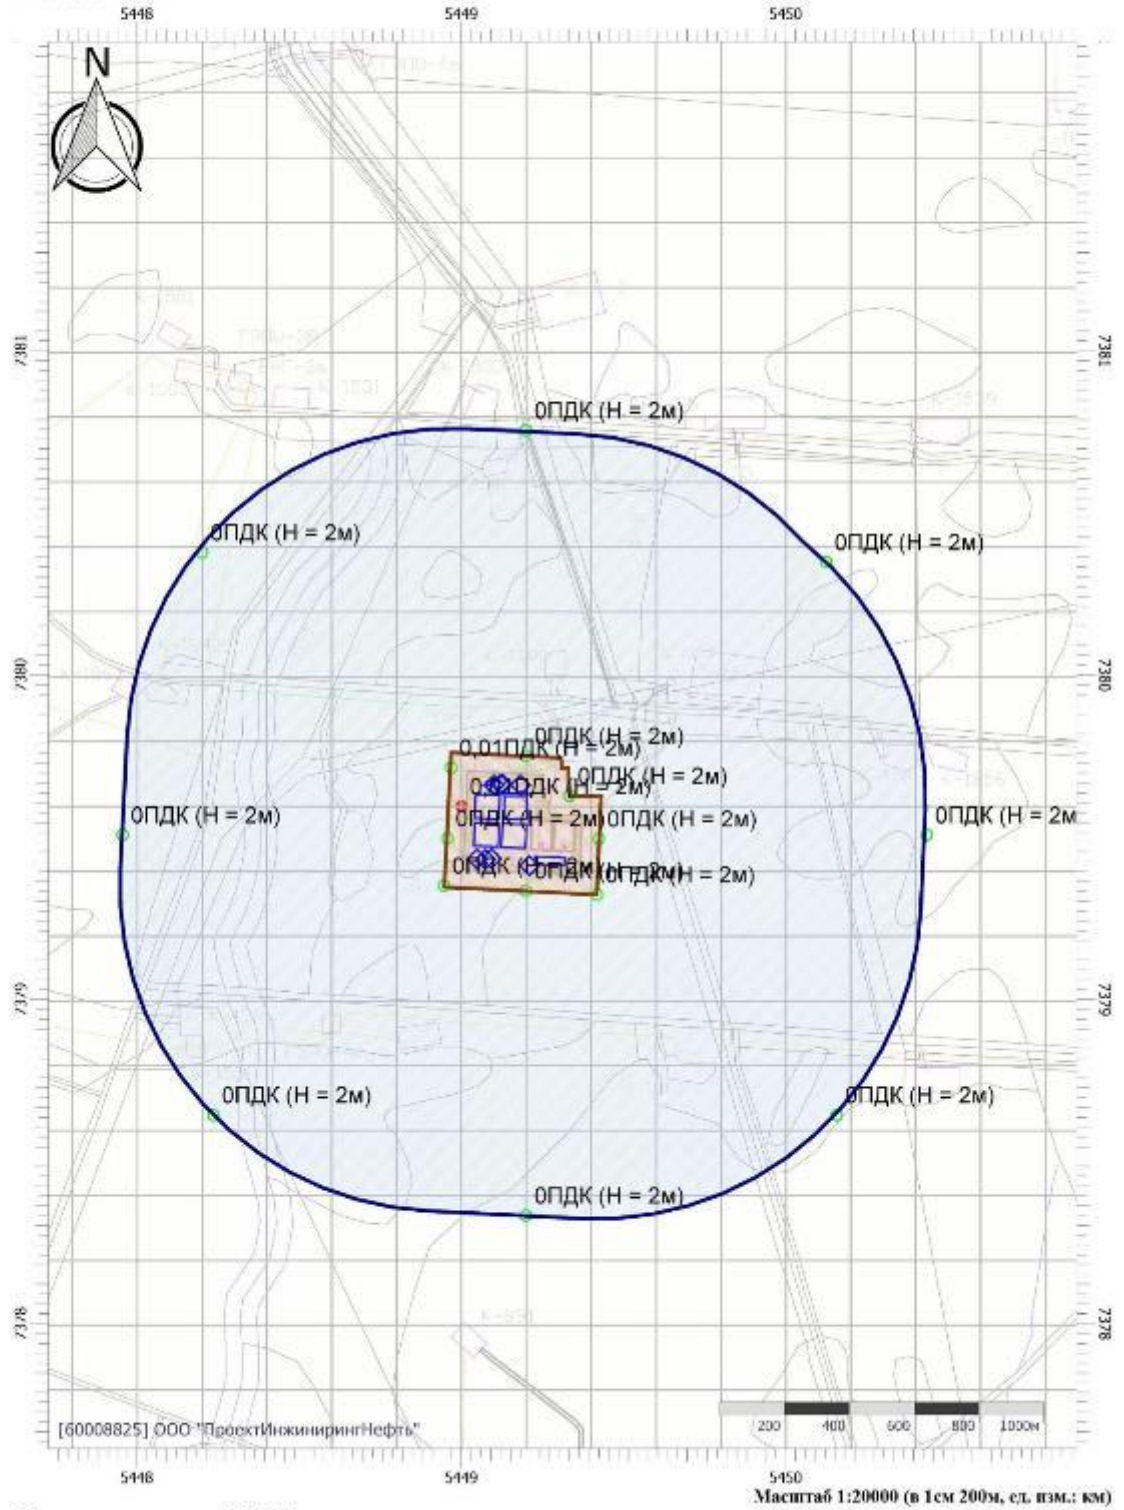 5448 5449 5450
N
7381 7381
К-1531
0ПДК (Н = 2м)
0ПДК (Н = 2м)
0ПДК (Н = 2м)
7380 7380
0ПДК (Н = 2м)
0,01ПДК (Н = 2м)
0ПДК (Н = 2м)
0ПДК (Н = 2м)
0ПДК (Н = 2м)
0ПДК (Н = 2м)
0ПДК (Н = 2м
0ПДК (Н = 2м)
7379 7379
0ПДК (Н = 2м)
0ПДК (Н = 2м)
0ПДК (Н = 2м)
7378 7378
[60008825] ООО "ПроектИнжинирингНефть"
200 400 600 800 1000м
5448 5449 5450
Масштаб 1:20000 (в 1см 200м, ед. изм.: км)